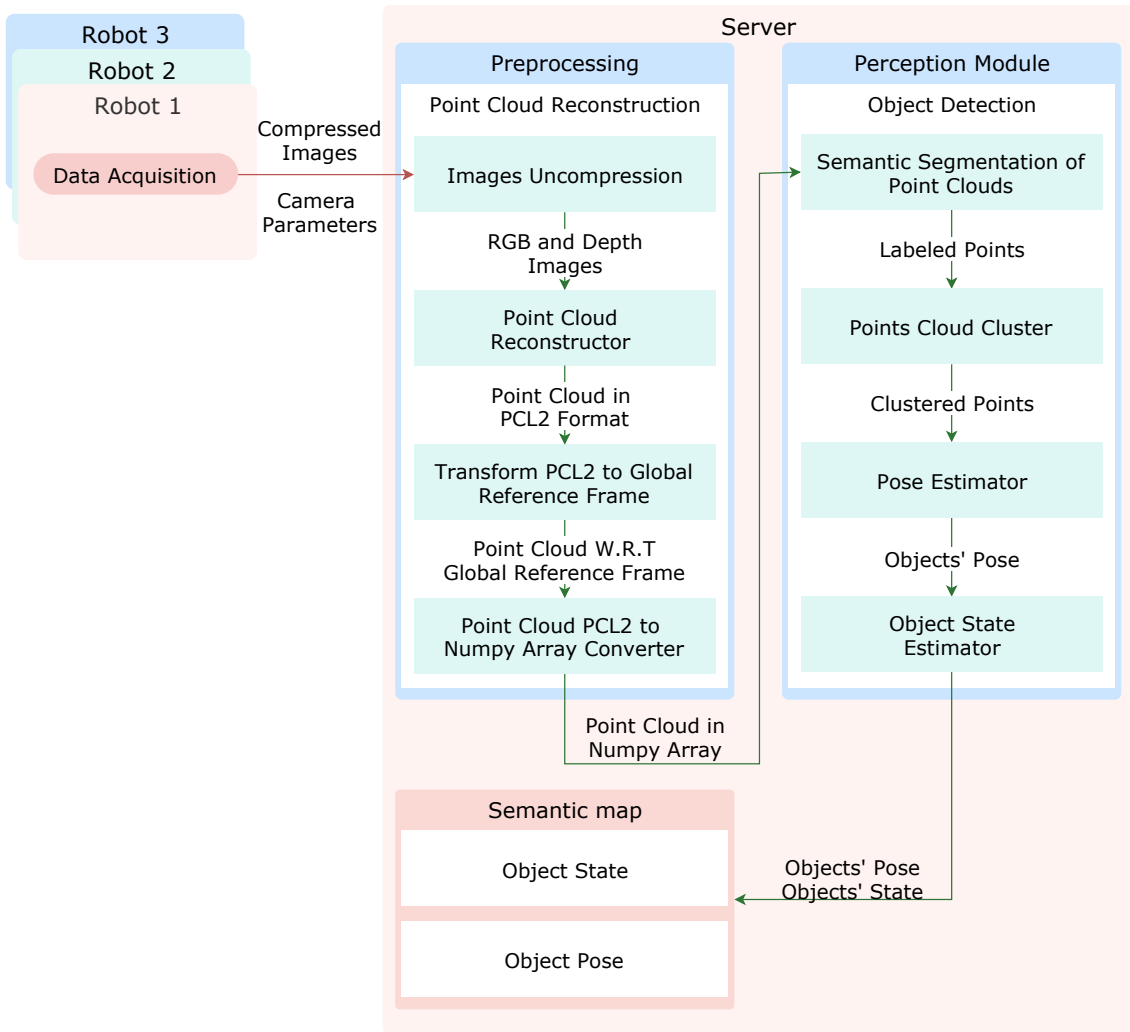 Robot 3
Robot 2
Robot 1
Data Acquisition
Compressed
Images
Camera
Parameters
Server
Preprocessing
Point Cloud Reconstruction
Images Uncompression
RGB and Depth
Images
Point Cloud
Reconstructor
Point Cloud in
PCL2 Format
Transform PCL2 to Global
Reference Frame
Point Cloud W.R.T
Global Reference Frame
Point Cloud PCL2 to
Numpy Array Converter
Point Cloud in
Numpy Array
Perception Module
Object Detection
Semantic Segmentation of
Point Clouds
Labeled Points
Points Cloud Cluster
Clustered Points
Pose Estimator
Objects' Pose
Object State
Estimator
Objects' Pose
Objects' State
Semantic map
Object State
Object Pose